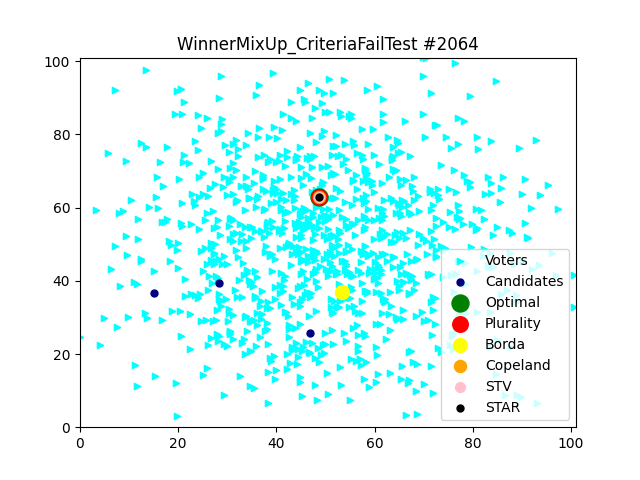 WinnerMixUp_CriteriaFailTest #2064
100
80
60
40
20
0
0 20 40 60 80 100
Voters
Candidates
Optimal
Plurality
Borda
Copeland
STV
STAR